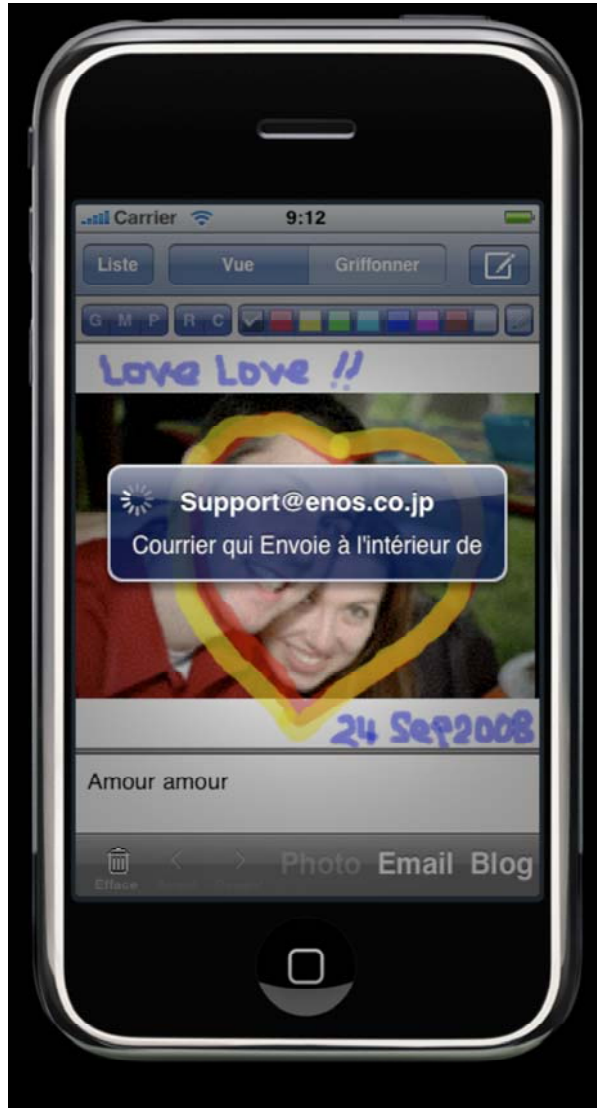 Carrier 9:12
Liste Vue Griffonner
G M P R C
Love Love !!
Support@enos.co.jp
Courrier qui Envoie à l'intérieur de
24 Sep2008
Amour amour
Photo Email Blog
Efface